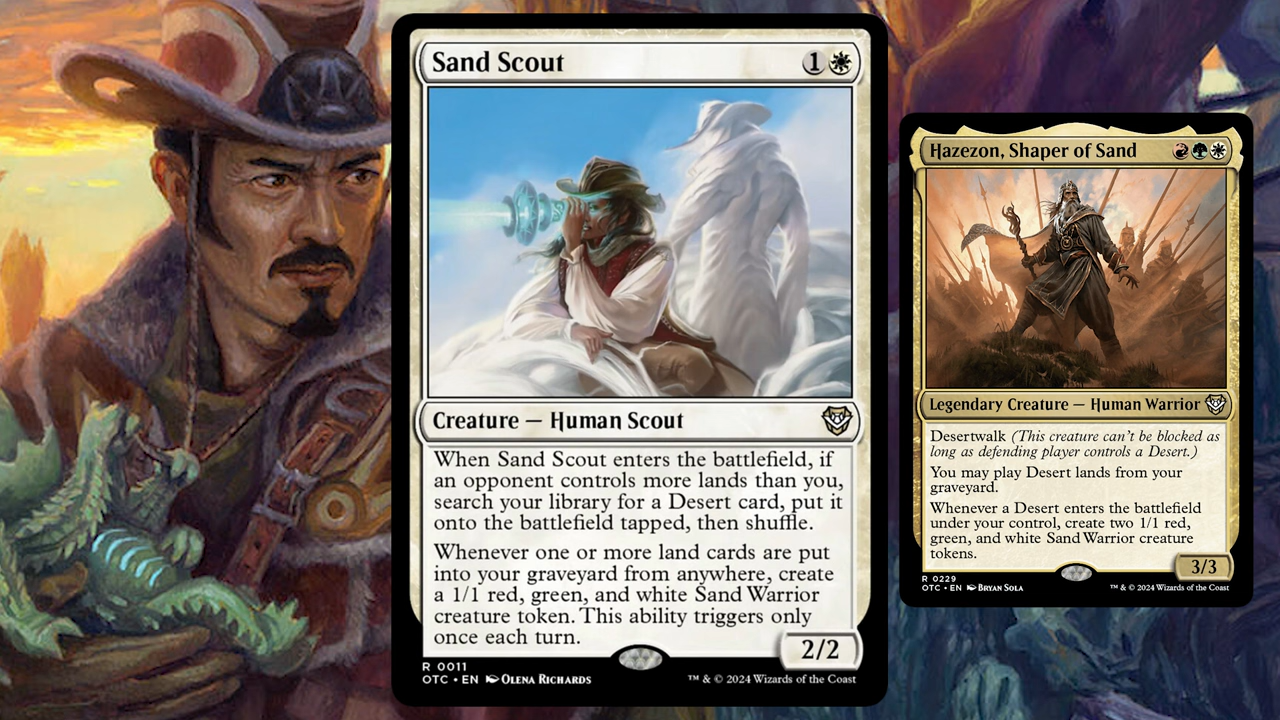 Sand Scout
1
Creature — Human Scout
When Sand Scout enters the battlefield, if
an opponent controls more lands than you,
search your library for a Desert card, put it
onto the battlefield tapped, then shuffle.
Whenever one or more land cards are put
into your graveyard from anywhere, create
a 1/1 red, green, and white Sand Warrior
creature token. This ability triggers only
once each turn.
2/2
R 0011
OTC • EN Olena Richards
™ & © 2024 Wizards of the Coast
Hazezon, Shaper of Sand
Legendary Creature — Human Warrior
Desertwalk (This creature can't be blocked as
long as defending player controls a Desert.)
You may play Desert lands from your
graveyard.
Whenever a Desert enters the battlefield
under your control, create two 1/1 red,
green, and white Sand Warrior creature
tokens.
3/3
R 0229
OTC • EN Bryan Sola
™ & © 2024 Wizards of the Coast